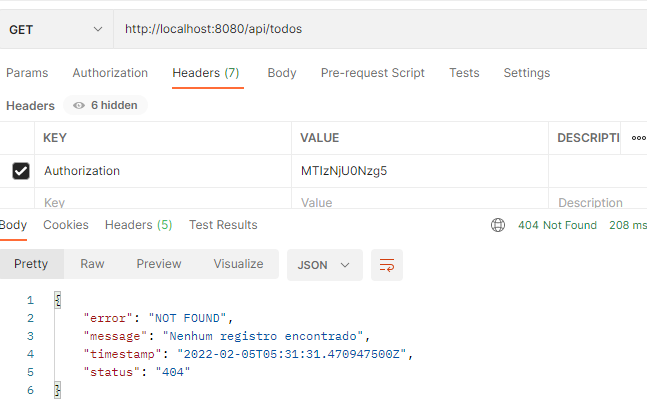 GET http://localhost:8080/api/todos
Params Authorization Headers (7) Body Pre-request Script Tests Settings
Headers 6 hidden
KEY VALUE DESCRIPTI ooo
Authorization MTIzNjU0Nzg5
Key Value Description
Body Cookies Headers (5) Test Results 404 Not Found 208 ms
Pretty Raw Preview Visualize JSON
1 {
2 "error": "NOT FOUND",
3 "message": "Nenhum registro encontrado",
4 "timestamp": "2022-02-05T05:31:31.470947500Z",
5 "status": "404"
6 }